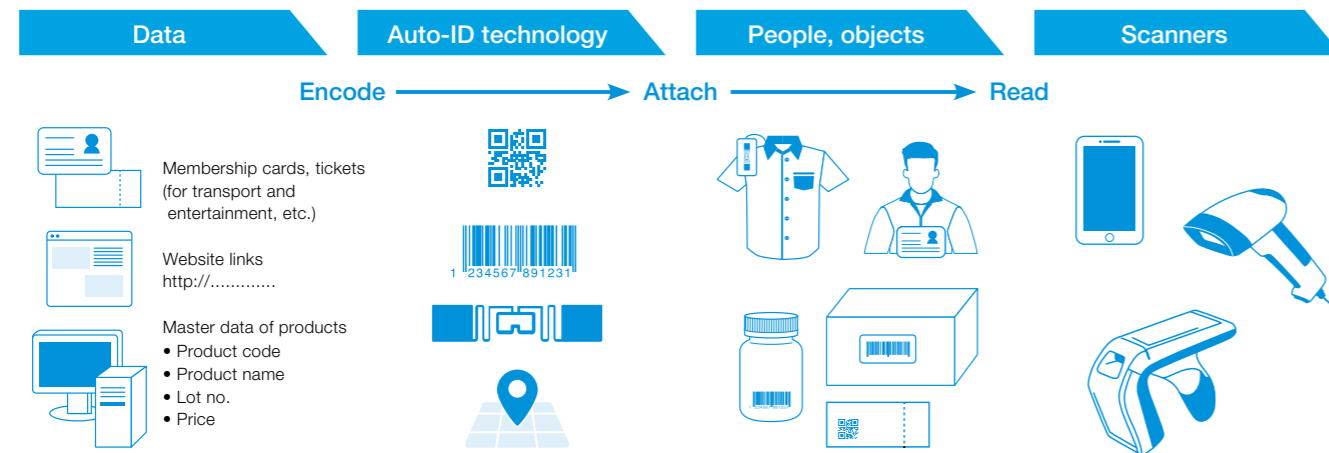 Data
Auto-ID technology
People, objects
Scanners
Encode
Attach
Read
Membership cards, tickets
(for transport and
entertainment, etc.)
Website links
http://.............
Master data of products
• Product code
• Product name
• Lot no.
• Price
1 234567 891231